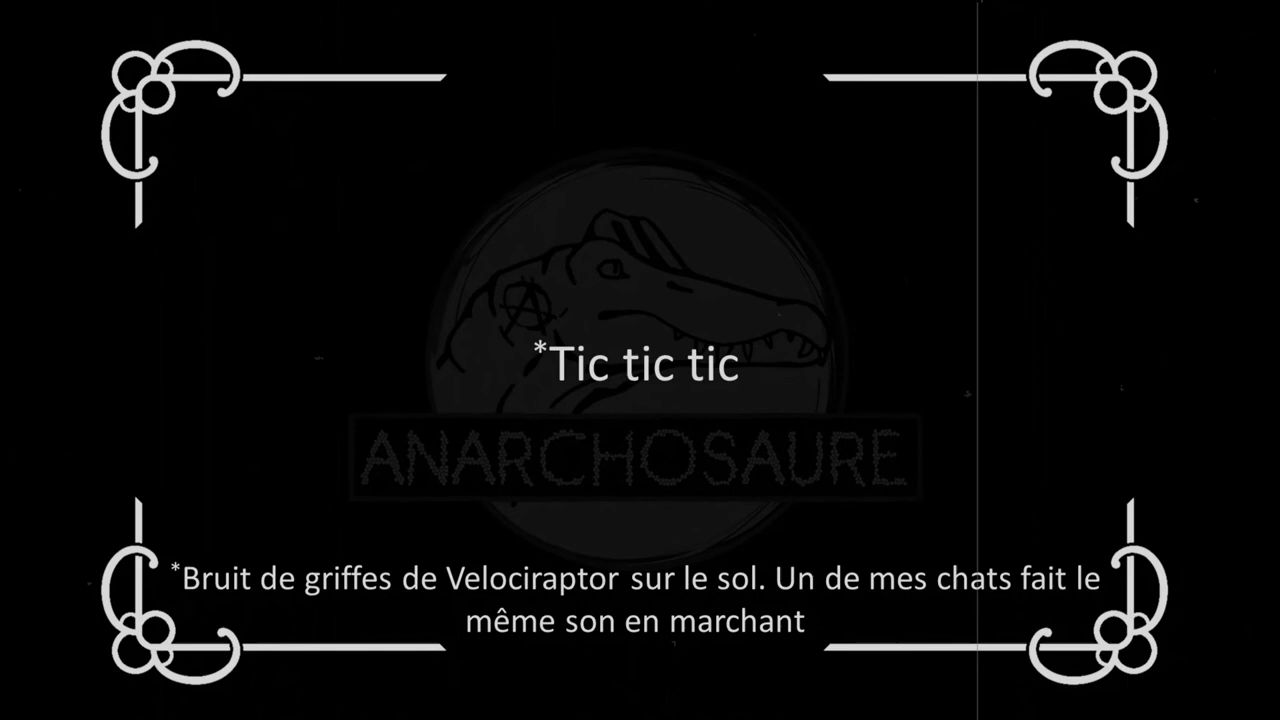 *Tic tic tic
ANARCHOSAURE
*Bruit de griffes de Velociraptor sur le sol. Un de mes chats fait le
même son en marchant